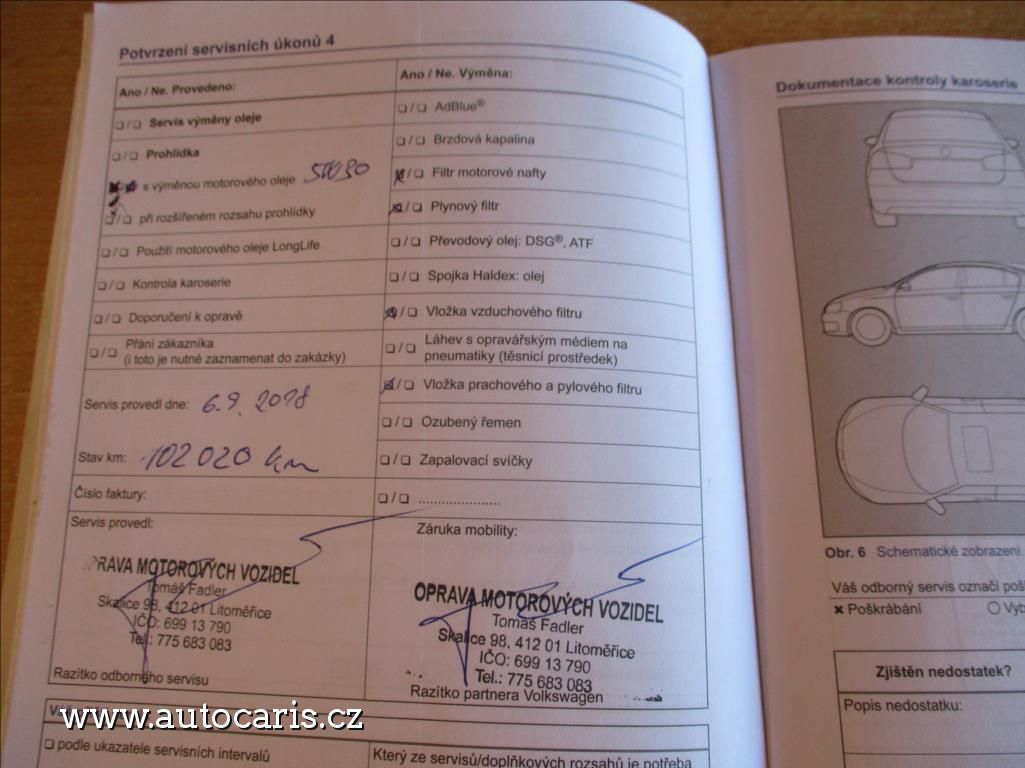 Potvrzení servisních úkonů 4
Ano / Ne. Provedeno:
❏ / ❏ Servis výměny oleje
❏ / ❏ Prohlídka
s výměnou motorového oleje 5W30
❏ / ❏ při rozšířeném rozsahu prohlídky
❏ / ❏ Použití motorového oleje LongLife
❏ / ❏ Kontrola karoserie
❏ / ❏ Doporučení k opravě
❏ / ❏ Přání zákazníka
(i toto je nutné zaznamenat do zakázky)
Servis provedl dne: 6.9.2018
Stav km: 102020 km
Číslo faktury:
Servis provedl:
OPRAVA MOTOROVÝCH VOZIDEL
Tomáš Fadler
Skalice 98, 412 01 Litoměřice
IČO: 699 13 790
Tel.: 775 683 083
Razítko odborného servisu
Ano / Ne. Výměna:
❏ / ❏ AdBlue®
❏ / ❏ Brzdová kapalina
❏ / ❏ Filtr motorové nafty
❏ / ❏ Plynový filtr
❏ / ❏ Převodový olej: DSG®, ATF
❏ / ❏ Spojka Haldex: olej
❏ / ❏ Vložka vzduchového filtru
❏ / ❏ Láhev s opravářským médiem na
pneumatiky (těsnicí prostředek)
❏ / ❏ Vložka prachového a pylového filtru
❏ / ❏ Ozubený řemen
❏ / ❏ Zapalovací svíčky
❏ / ❏ .....................
Záruka mobility:
OPRAVA MOTOROVÝCH VOZIDEL
Tomáš Fadler
Skalice 98, 412 01 Litoměřice
IČO: 699 13 790
Tel.: 775 683 083
Razítko partnera Volkswagen
www.autocaris.cz
❏ podle ukazatele servisních intervalů
Který ze servisů/doplňkových rozsahů je potřeba
Dokumentace kontroly karoserie
Obr. 6 Schematické zobrazení
Váš odborný servis označí
✖ Poškrábání
Zjištěn nedostatek?
Popis nedostatku: